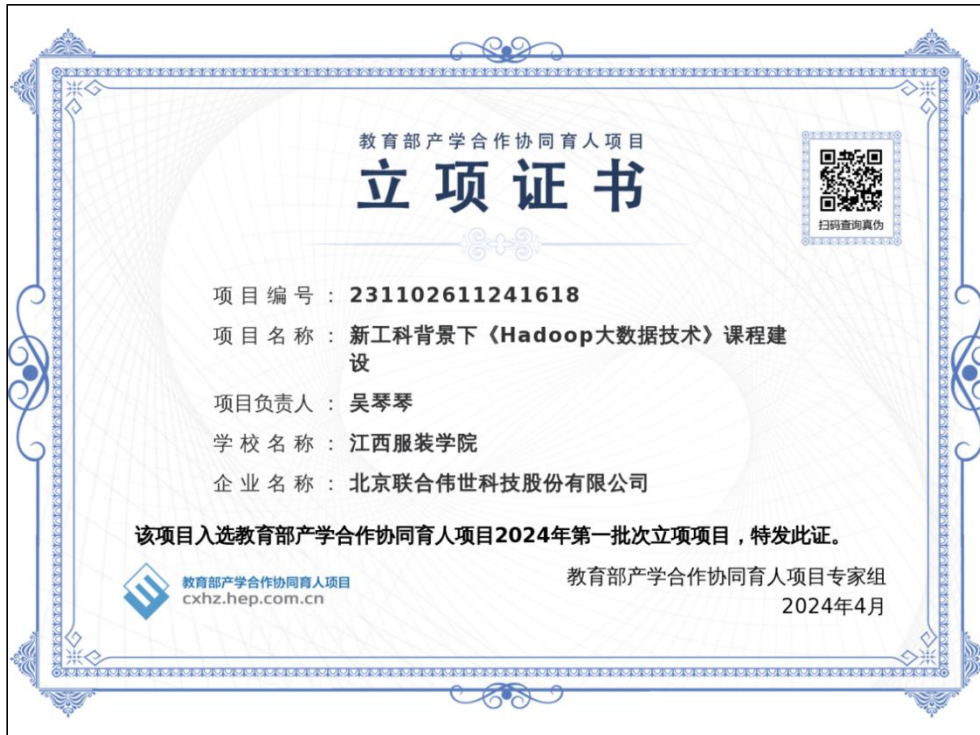 教育部产学合作协同育人项目
立项证书
扫码查询真伪
项目编号：231102611241618
项目名称：新工科背景下《Hadoop大数据技术》课程建
设
项目负责人：吴琴琴
学校名称：江西服装学院
企业名称：北京联合伟世科技股份有限公司
该项目入选教育部产学合作协同育人项目2024年第一批次立项项目，特发此证。
教育部产学合作协同育人项目
cxhz.hep.com.cn
教育部产学合作协同育人项目专家组
2024年4月